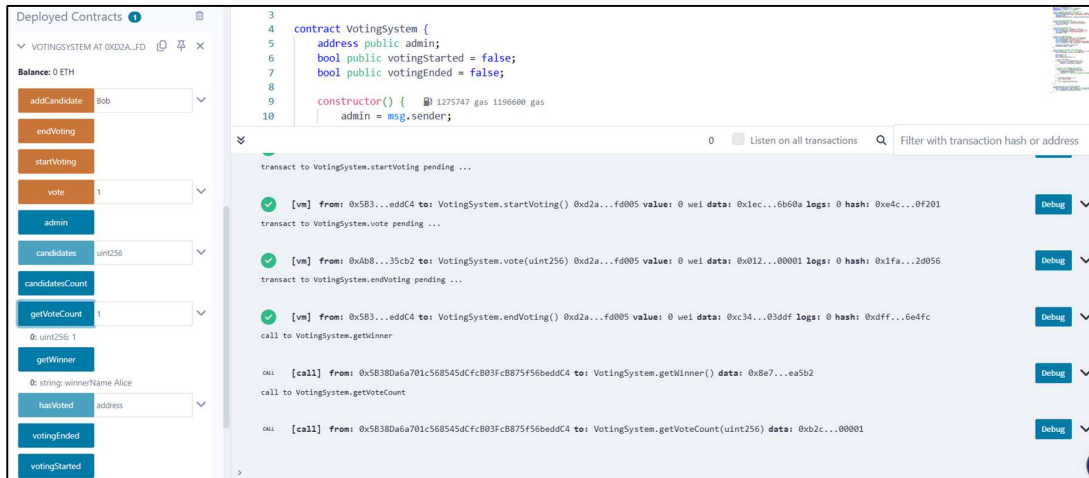 Deployed Contracts 1
VOTINGSYSTEM AT 0XD2A...FD
Balance: 0 ETH
addCandidate Bob
endVoting
startVoting
vote 1
admin
candidates uint256
candidatesCount
getVoteCount 1
0: uint256: 1
getWinner
0: string: winnerName Alice
hasVoted address
votingEnded
votingStarted
3
4 contract VotingSystem {
5 address public admin;
6 bool public votingStarted = false;
7 bool public votingEnded = false;
8
9 constructor() { 1275747 gas 1196600 gas
10 admin = msg.sender;
0 Listen on all transactions Filter with transaction hash or address
transact to VotingSystem.startVoting pending ...
[vm] from: 0x5B3...eddC4 to: VotingSystem.startVoting() 0xd2a...fd005 value: 0 wei data: 0x1ec...6b60a logs: 0 hash: 0xe4c...0f201 Debug
transact to VotingSystem.vote pending ...
[vm] from: 0xAb8...35cb2 to: VotingSystem.vote(uint256) 0xd2a...fd005 value: 0 wei data: 0x012...00001 logs: 0 hash: 0x1fa...2d056 Debug
transact to VotingSystem.endVoting pending ...
[vm] from: 0x5B3...eddC4 to: VotingSystem.endVoting() 0xd2a...fd005 value: 0 wei data: 0xc34...03ddf logs: 0 hash: 0xdff...6e4fc Debug
call to VotingSystem.getWinner
CALL [call] from: 0x5B38Da6a701c568545dCfcB03FcB875f56beddC4 to: VotingSystem.getWinner() data: 0x8e7...ea5b2 Debug
call to VotingSystem.getVoteCount
CALL [call] from: 0x5B38Da6a701c568545dCfcB03FcB875f56beddC4 to: VotingSystem.getVoteCount(uint256) data: 0xb2c...00001 Debug
>